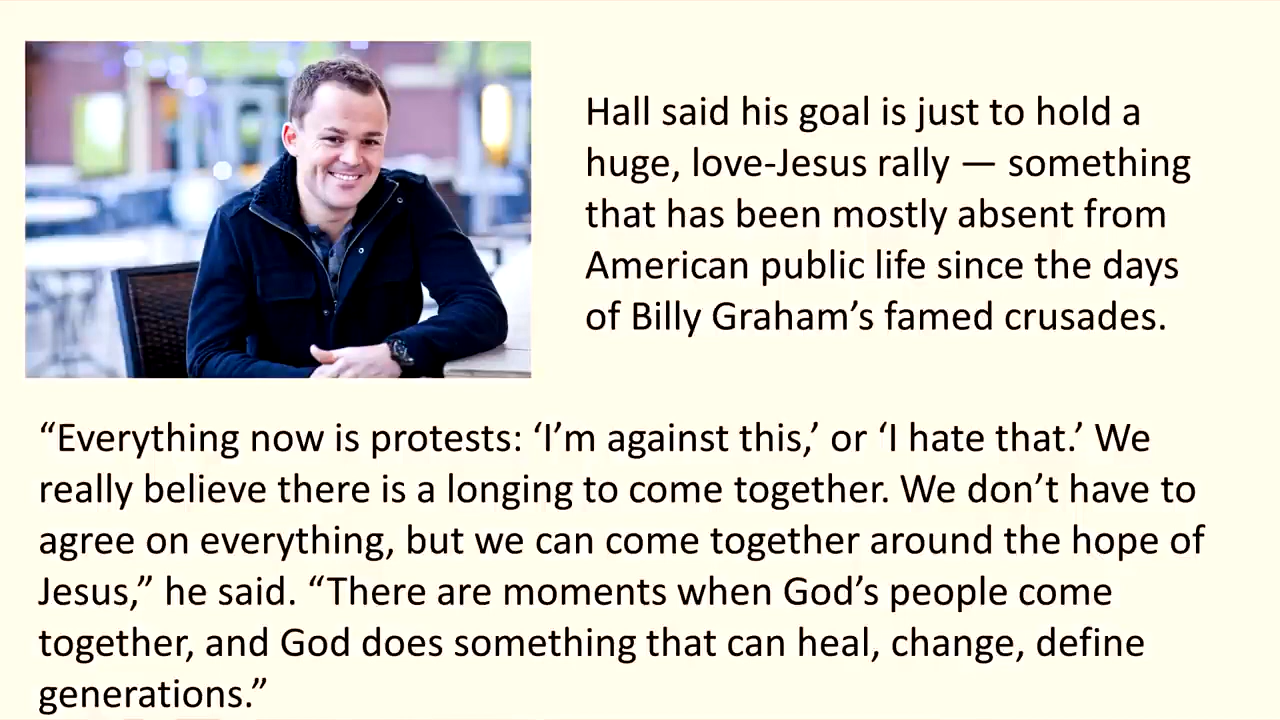 Hall said his goal is just to hold a
huge, love-Jesus rally — something
that has been mostly absent from
American public life since the days
of Billy Graham’s famed crusades.
“Everything now is protests: ‘I’m against this,’ or ‘I hate that.’ We
really believe there is a longing to come together. We don’t have to
agree on everything, but we can come together around the hope of
Jesus,” he said. “There are moments when God’s people come
together, and God does something that can heal, change, define
generations.”